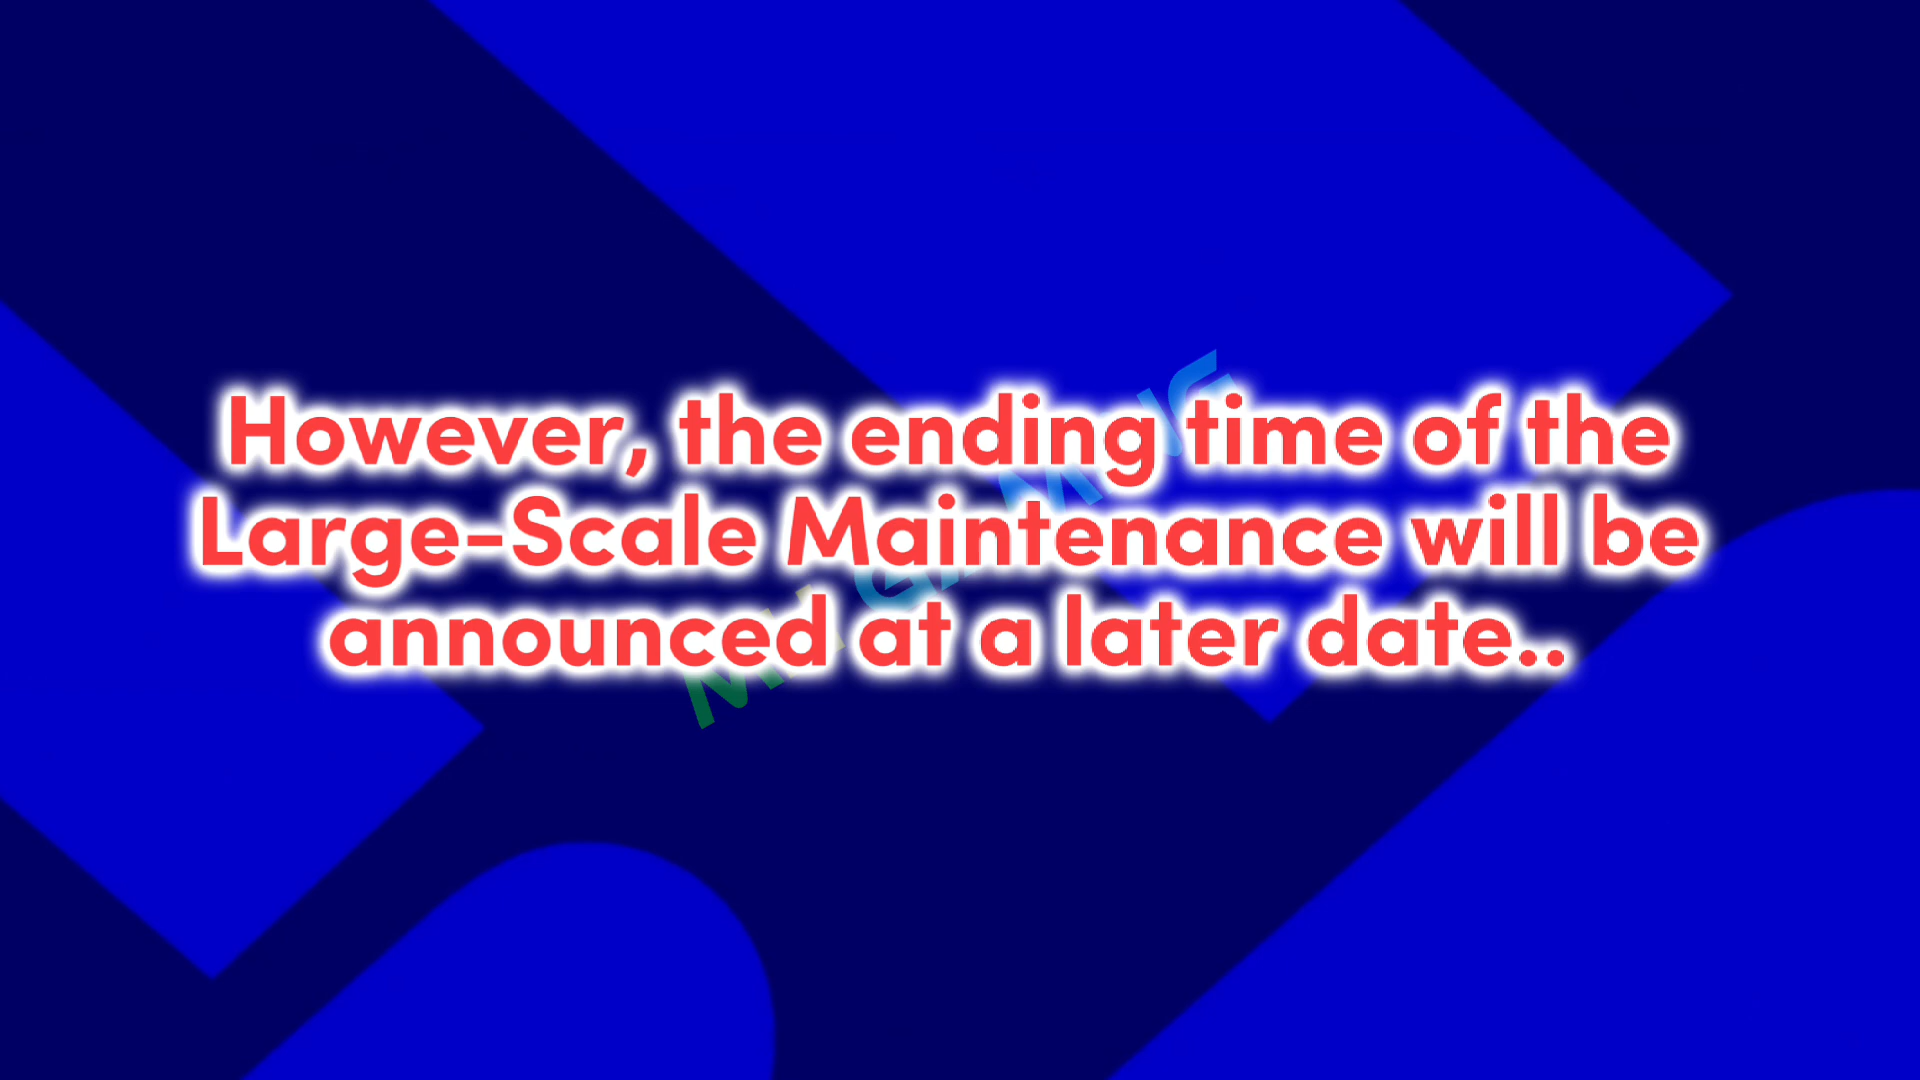 However, the ending time of the
Large-Scale Maintenance will be
announced at a later date..